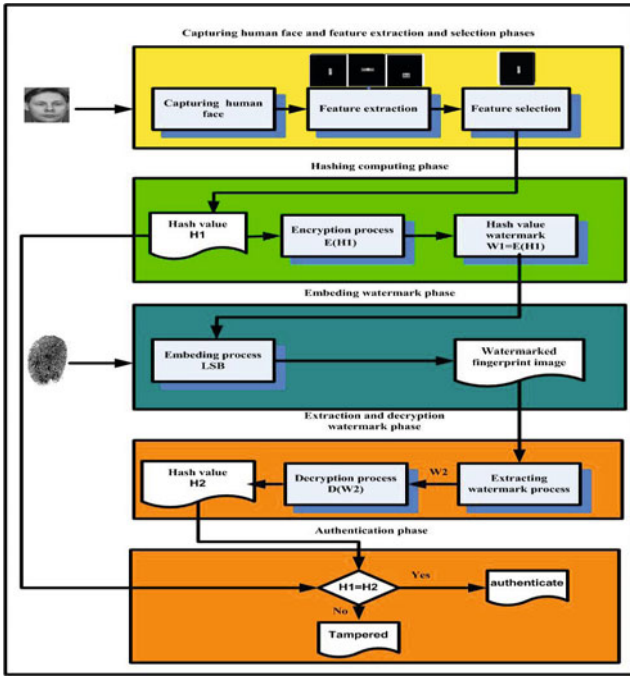 Capturing human face and feature extraction and selection phases
Capturing human
face
Feature extraction
Feature selection
Hashing computing phase
Hash value
H1
Encryption process
E(H1)
Hash value
watermark
W1=E(H1)
Embeding watermark phase
Embeding process
LSB
Watermarked
fingerprint image
Extraction and decryption
watermark phase
Hash value
H2
Decryption process
D(W2)
W2
Extracting
watermark process
Authentication phase
H1=H2
Yes
authenticate
No
Tampered